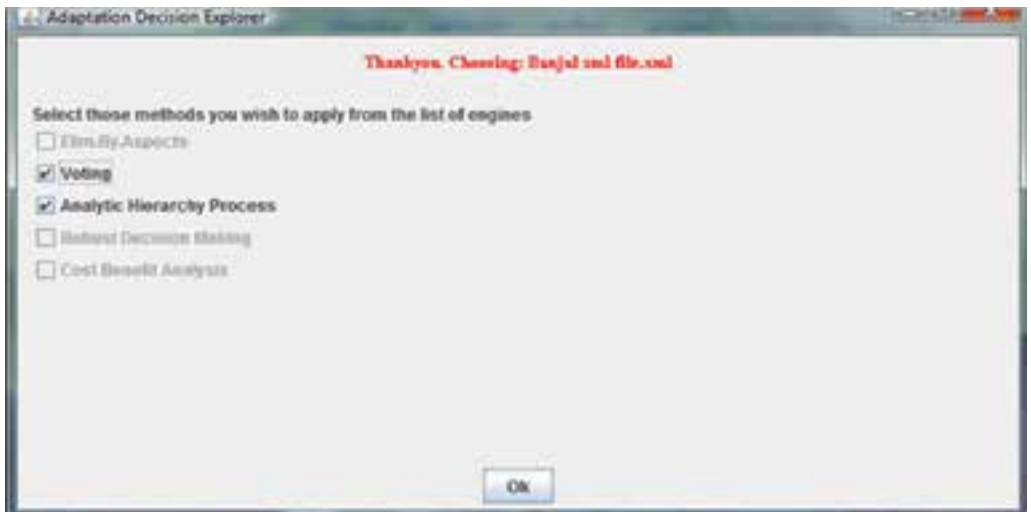 Adaptation Decision Explorer
Thankyou. Choosing: Banjul xml file.xml
Select those methods you wish to apply from the list of engines
Elim.By.Aspects
Voting
Analytic Hierarchy Process
Robust Decision Making
Cost Benefit Analysis
Ok